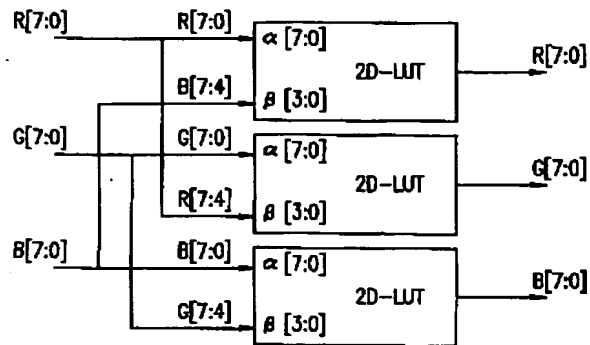 R[7:0] R[7:0] α [7:0] 2D-LUT R[7:0]
B[7:4] β [3:0]
G[7:0] G[7:0] α [7:0] 2D-LUT G[7:0]
R[7:4] β [3:0]
B[7:0] B[7:0] α [7:0] 2D-LUT B[7:0]
G[7:4] β [3:0]